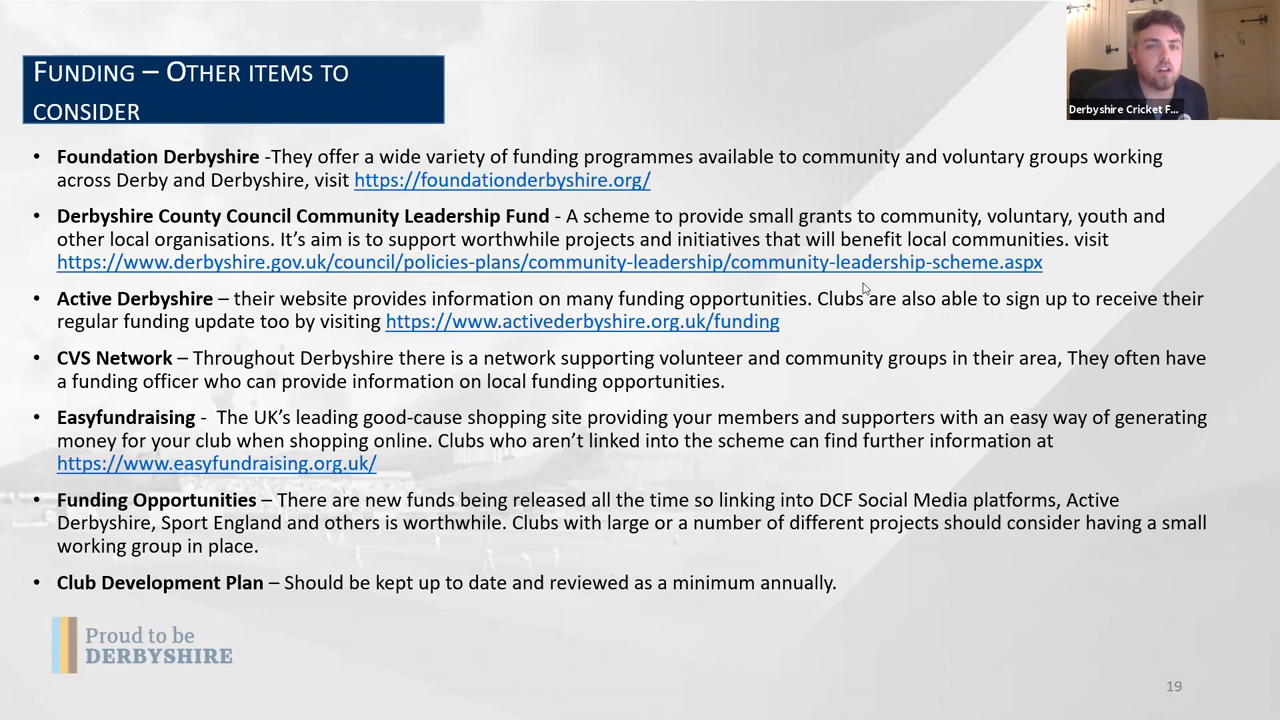 FUNDING – OTHER ITEMS TO
CONSIDER
Derbyshire Cricket F...
• Foundation Derbyshire -They offer a wide variety of funding programmes available to community and voluntary groups working
across Derby and Derbyshire, visit https://foundationderbyshire.org/
• Derbyshire County Council Community Leadership Fund - A scheme to provide small grants to community, voluntary, youth and
other local organisations. It’s aim is to support worthwhile projects and initiatives that will benefit local communities. visit
https://www.derbyshire.gov.uk/council/policies-plans/community-leadership/community-leadership-scheme.aspx
• Active Derbyshire – their website provides information on many funding opportunities. Clubs are also able to sign up to receive their
regular funding update too by visiting https://www.activederbyshire.org.uk/funding
• CVS Network – Throughout Derbyshire there is a network supporting volunteer and community groups in their area, They often have
a funding officer who can provide information on local funding opportunities.
• Easyfundraising - The UK’s leading good-cause shopping site providing your members and supporters with an easy way of generating
money for your club when shopping online. Clubs who aren’t linked into the scheme can find further information at
https://www.easyfundraising.org.uk/
• Funding Opportunities – There are new funds being released all the time so linking into DCF Social Media platforms, Active
Derbyshire, Sport England and others is worthwhile. Clubs with large or a number of different projects should consider having a small
working group in place.
• Club Development Plan – Should be kept up to date and reviewed as a minimum annually.
Proud to be
DERBYSHIRE
19